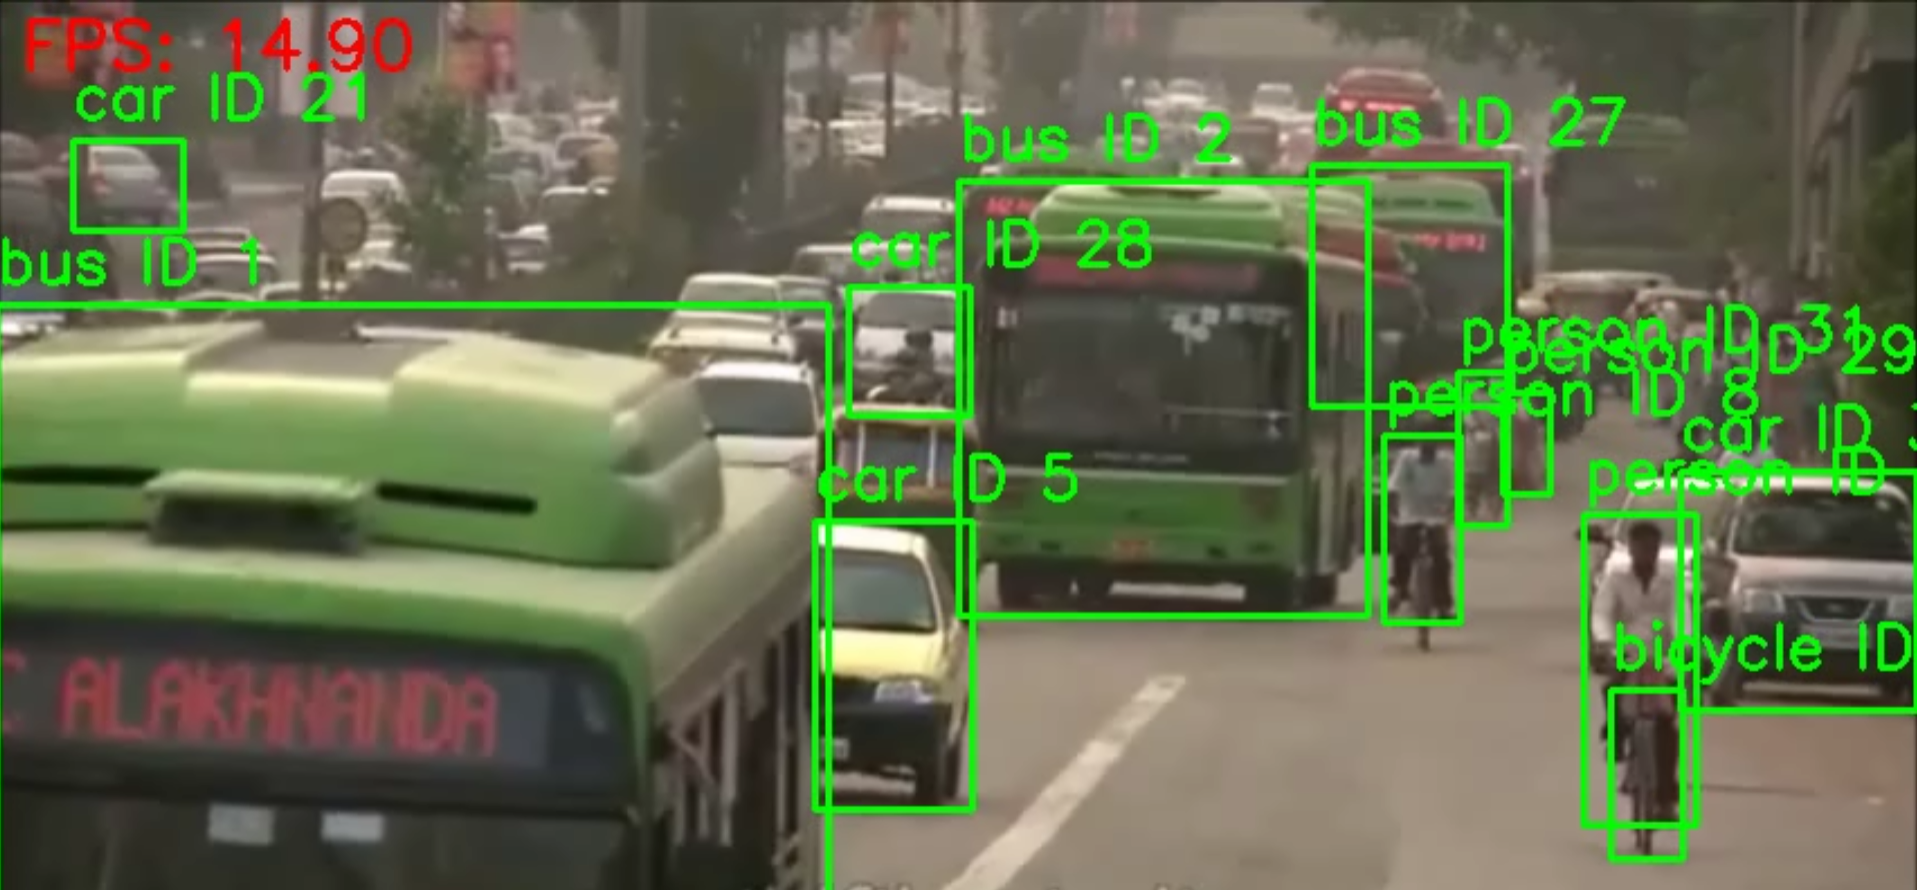 FPS: 14.90
car ID 21
bus ID 2
bus ID 27
bus ID 1
car ID 28
person ID 31
person ID 29
person ID 8
car ID
car ID 5
person ID
bicycle ID
C ALAKHNANDA